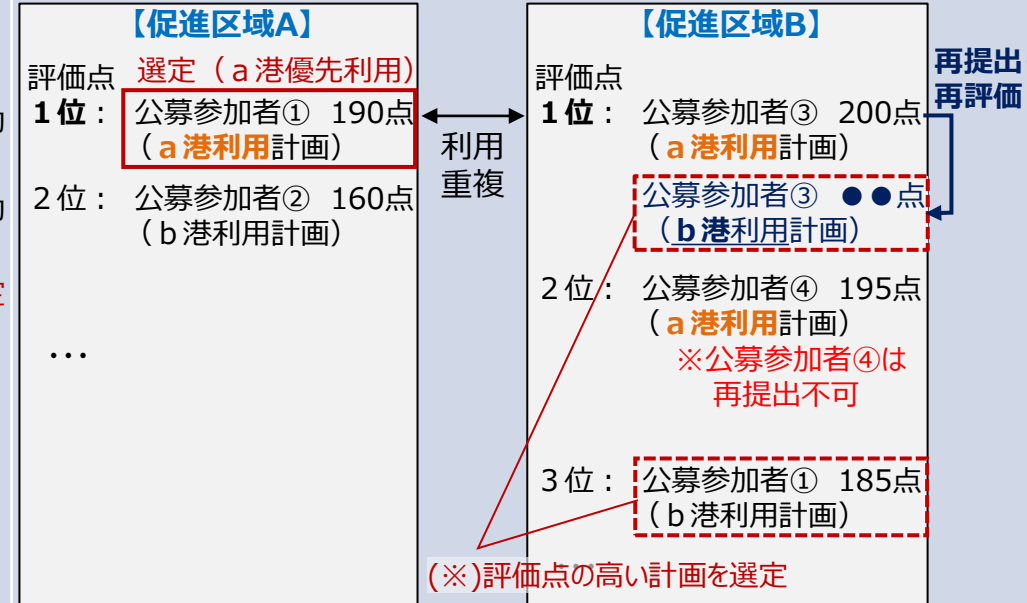 【促進区域A】
評価点 選定（a港優先利用）
1位： 公募参加者① 190点
（a港利用計画）
2位： 公募参加者② 160点
（b港利用計画）
…
利用
重複
【促進区域B】
評価点
1位： 公募参加者③ 200点
（a港利用計画）
公募参加者③ ●●点
（b港利用計画）
2位： 公募参加者④ 195点
（a港利用計画）
※公募参加者④は
再提出不可
3位： 公募参加者① 185点
（b港利用計画）
…
(※)評価点の高い計画を選定
再提出
再評価